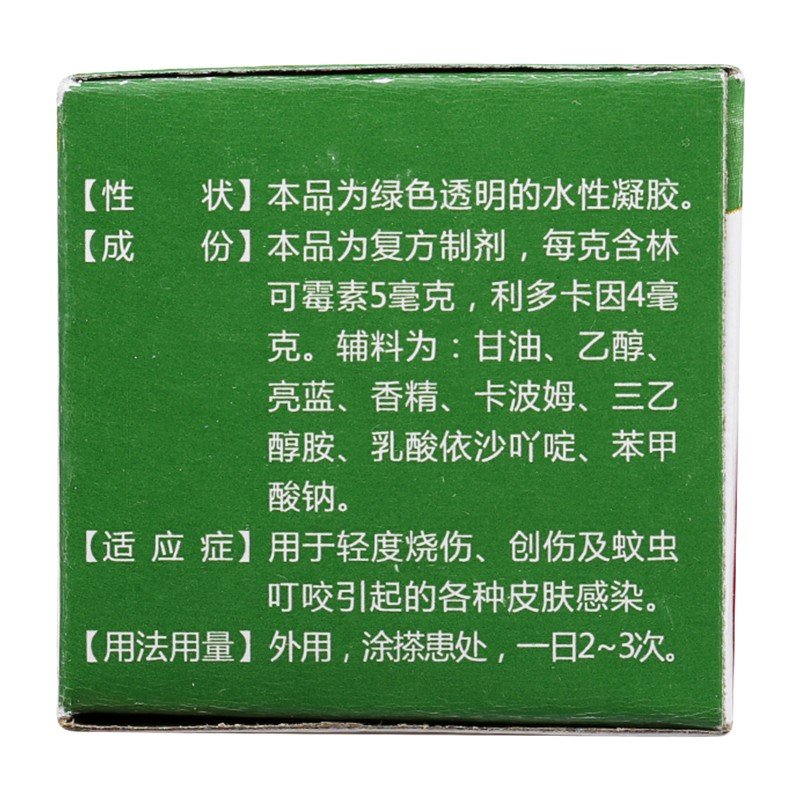 【性　　状】本品为绿色透明的水性凝胶。
【成　　份】本品为复方制剂，每克含林
可霉素5毫克，利多卡因4毫
克。辅料为：甘油、乙醇、
亮蓝、香精、卡波姆、三乙
醇胺、乳酸依沙吖啶、苯甲
酸钠。
【适 应 症】用于轻度烧伤、创伤及蚊虫
叮咬引起的各种皮肤感染。
【用法用量】外用，涂搽患处，一日2~3次。